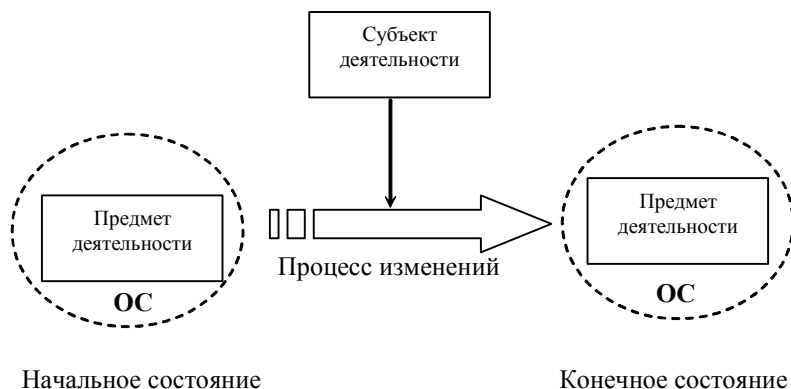 Субъект
деятельности
Предмет
деятельности
ОС
Процесс изменений
Предмет
деятельности
ОС
Начальное состояние
Конечное состояние